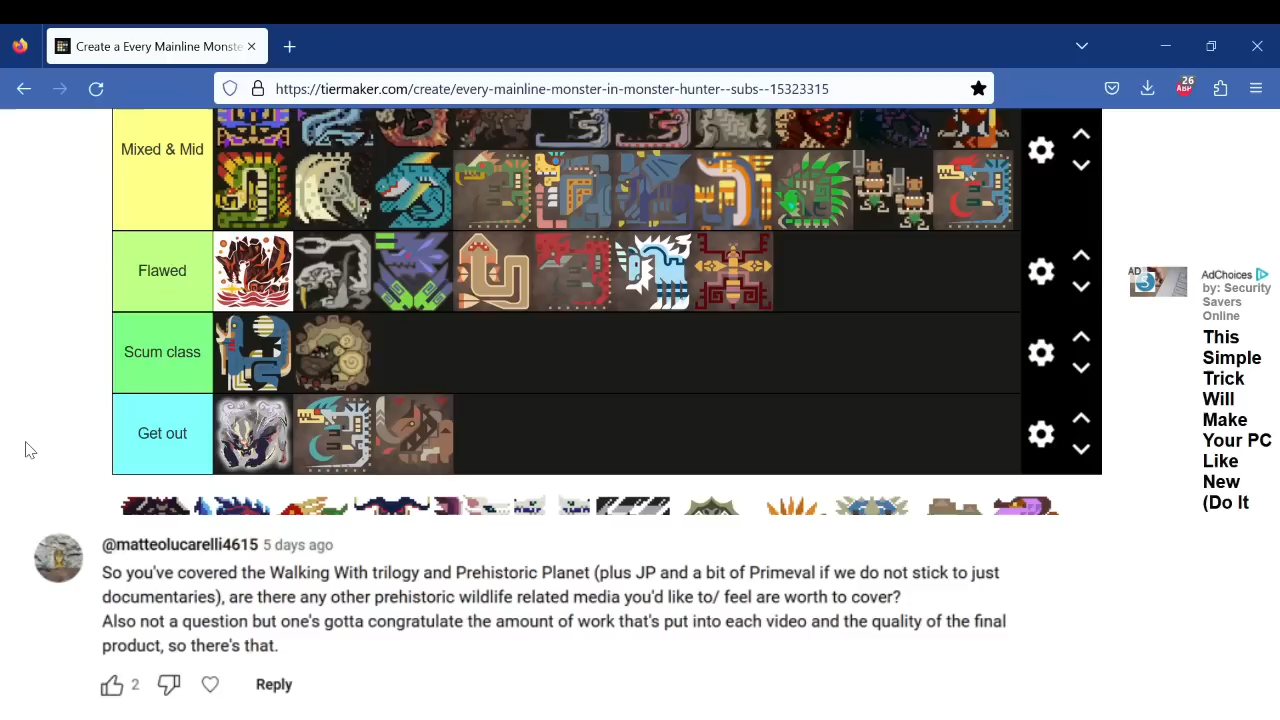 Create a Every Mainline Monste
https://tiermaker.com/create/every-mainline-monster-in-monster-hunter--subs--15323315
26
ABP
Mixed & Mid
Flawed
Scum class
Get out
AD
AdChoices
by: Security
Savers
Online
This
Simple
Trick
Will
Make
Your PC
Like
New
(Do It
@matteolucarelli4615 5 days ago
So you've covered the Walking With trilogy and Prehistoric Planet (plus JP and a bit of Primeval if we do not stick to just
documentaries), are there any other prehistoric wildlife related media you'd like to/ feel are worth to cover?
Also not a question but one's gotta congratulate the amount of work that's put into each video and the quality of the final
product, so there's that.
2
Reply